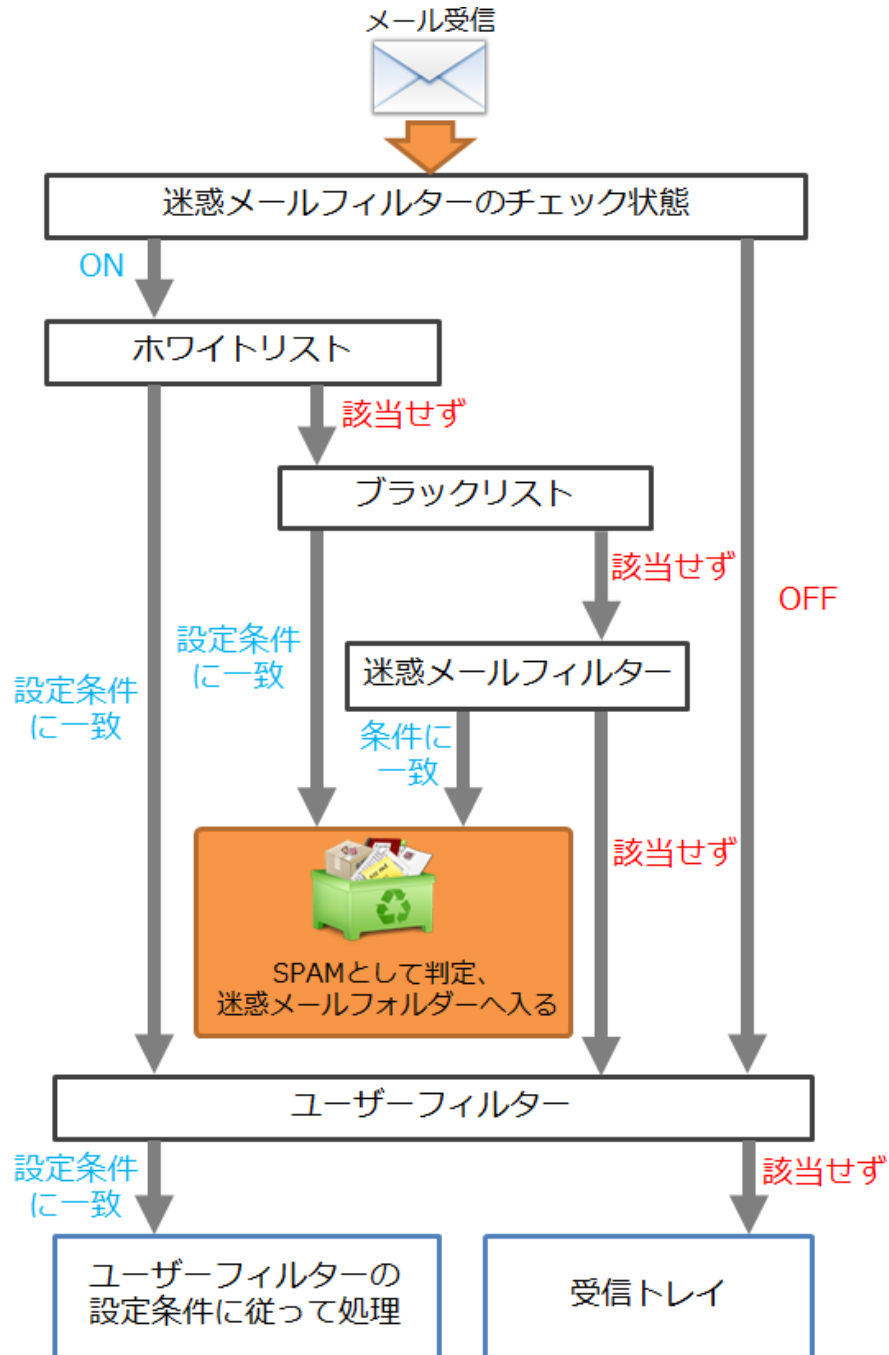 メール受信
迷惑メールフィルターのチェック状態
ON
ホワイトリスト
該当せず
ブラックリスト
該当せず
OFF
設定条件
に一致
迷惑メールフィルター
設定条件
に一致
条件に
一致
該当せず
SPAMとして判定、
迷惑メールフォルダーへ入る
ユーザーフィルター
設定条件
に一致
該当せず
ユーザーフィルターの
設定条件に従って処理
受信トレイ